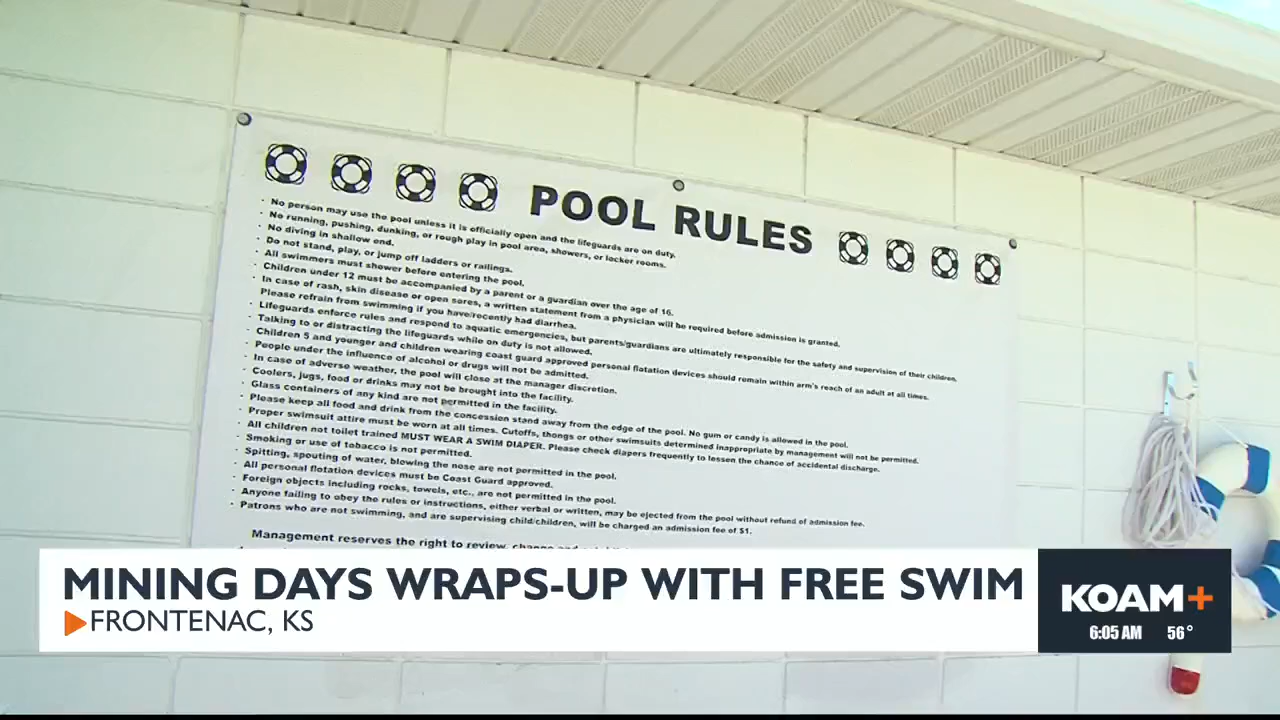 POOL RULES
· No person may use the pool unless it is officially open and the lifeguards are on duty.
· No running, pushing, dunking, or rough play in pool area, showers, or locker rooms.
· No diving in shallow end.
· Do not stand, play, or jump off ladders or railings.
· All swimmers must shower before entering the pool.
· Children under 12 must be accompanied by a parent or a guardian over the age of 16.
· In case of rash, skin disease or open sores, a written statement from a physician will be required before admission is granted.
Please refrain from swimming if you have/recently had diarrhea.
· Lifeguards enforce rules and respond to aquatic emergencies, but parents/guardians are ultimately responsible for the safety and supervision of their children.
· Talking to or distracting the lifeguards while on duty is not allowed.
· Children 5 and younger and children wearing coast guard approved personal flotation devices should remain within arm's reach of an adult at all times.
· People under the influence of alcohol or drugs will not be admitted.
· In case of adverse weather, the pool will close at the manager discretion.
· Coolers, jugs, food or drinks may not be brought into the facility.
· Glass containers of any kind are not permitted in the facility.
· Please keep all food and drink from the concession stand away from the edge of the pool. No gum or candy is allowed in the pool.
· Proper swimsuit attire must be worn at all times. Cutoffs, thongs or other swimsuits determined inappropriate by management will not be permitted.
· All children not toilet trained MUST WEAR A SWIM DIAPER. Please check diapers frequently to lessen the chance of accidental discharge.
· Smoking or use of tobacco is not permitted.
· Spitting, spouting of water, blowing the nose are not permitted in the pool.
· All personal flotation devices must be Coast Guard approved.
· Foreign objects including rocks, towels, etc., are not permitted in the pool.
· Anyone failing to obey the rules or instructions, either verbal or written, may be ejected from the pool without refund of admission fee.
· Patrons who are not swimming, and are supervising child/children, will be charged an admission fee of $1.
Management reserves the right to review, change and
MINING DAYS WRAPS-UP WITH FREE SWIM
FRONTENAC, KS
KOAM+
6:05 AM 56°